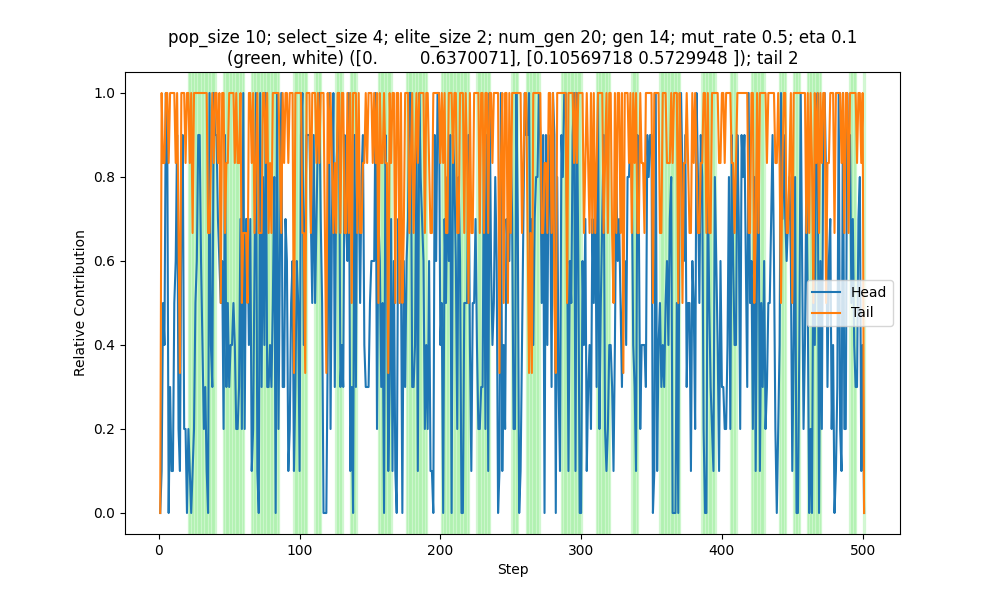 pop_size 10; select_size 4; elite_size 2; num_gen 20; gen 14; mut_rate 0.5; eta 0.1
(green, white) ([0.        0.6370071], [0.10569718 0.5729948 ]); tail 2
1.0
0.8
0.6
0.4
0.2
0.0
Relative Contribution
Head
Tail
0
100
200
300
400
500
Step